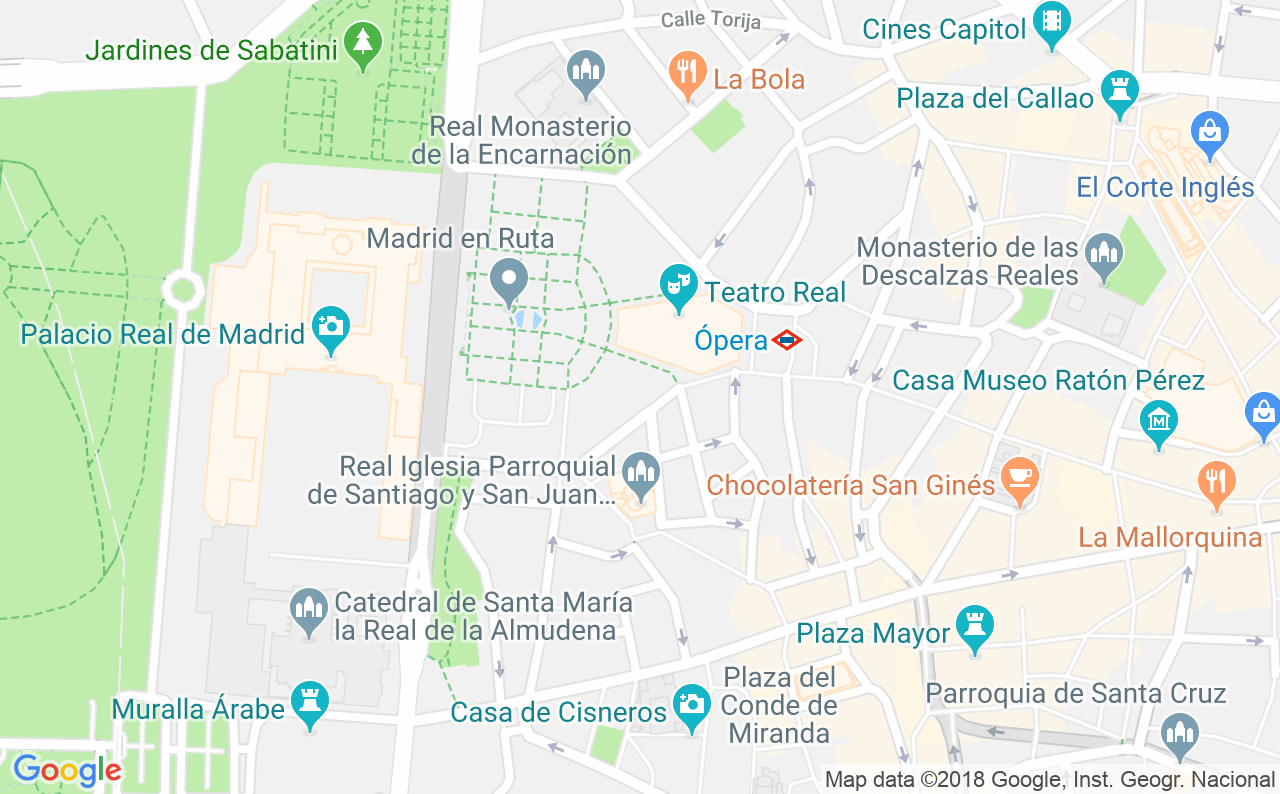 Calle Torija
Cines Capitol
Jardines de Sabatini
La Bola
Plaza del Callao
Real Monasterio
de la Encarnación
El Corte Inglés
Madrid en Ruta
Monasterio de las
Descalzas Reales
Teatro Real
Palacio Real de Madrid
Ópera
Casa Museo Ratón Pérez
M
Real Iglesia Parroquial
de Santiago y San Juan...
Chocolatería San Ginés
La Mallorquina
Catedral de Santa María
la Real de la Almudena
Plaza Mayor
Plaza del
Conde de
Miranda
Parroquia de Santa Cruz
Muralla Árabe
Casa de Cisneros
Google
Map data ©2018 Google, Inst. Geogr. Nacional